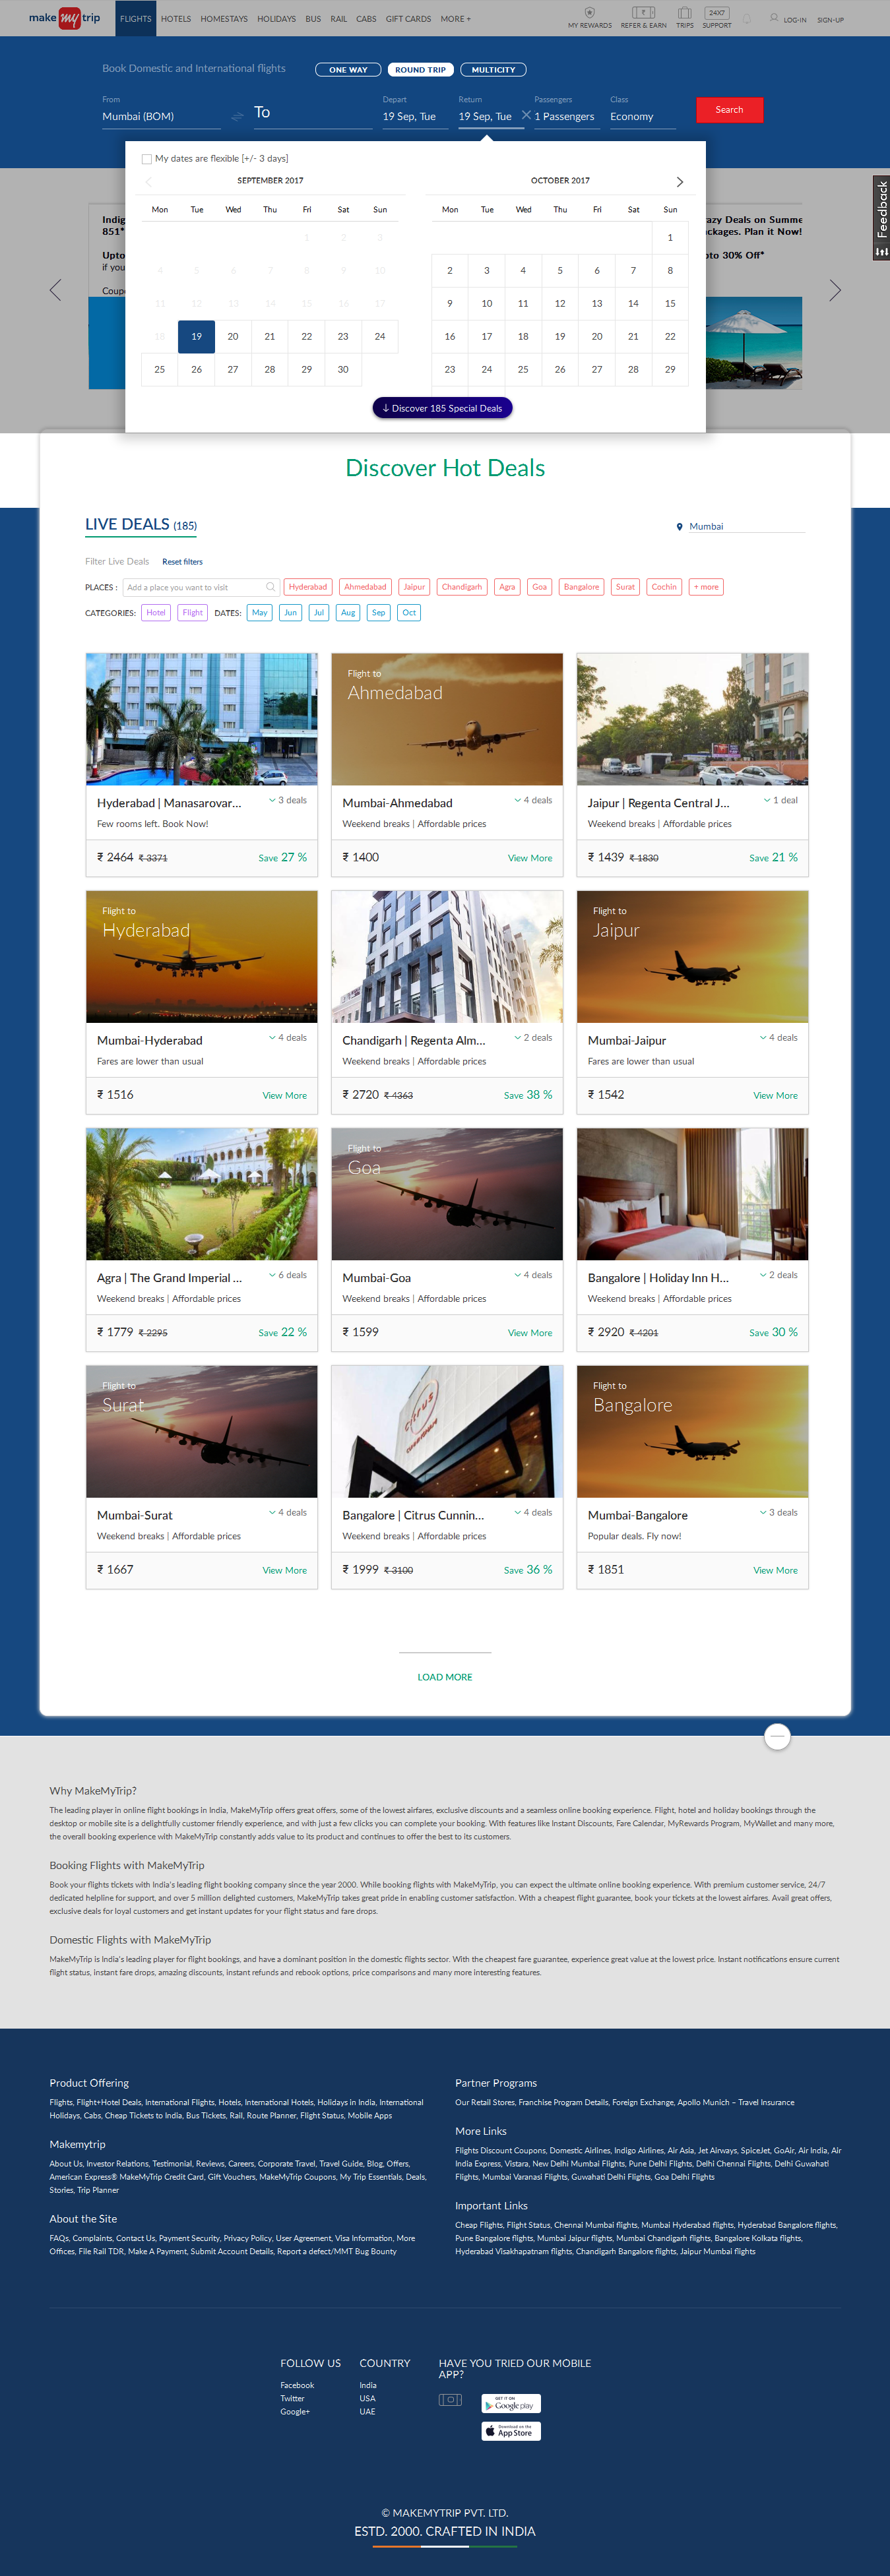 make my trip
FLIGHTS HOTELS HOMESTAYS HOLIDAYS BUS RAIL CABS GIFT CARDS MORE +
MY REWARDS REFER & EARN TRIPS 24X7 SUPPORT LOG-IN SIGN-UP
Book Domestic and International flights ONE WAY ROUND TRIP MULTICITY
From Depart Return Passengers Class
Mumbai (BOM) To 19 Sep, Tue 19 Sep, Tue 1 Passengers Economy Search
My dates are flexible [+/- 3 days]
SEPTEMBER 2017 OCTOBER 2017
Mon Tue Wed Thu Fri Sat Sun Mon Tue Wed Thu Fri Sat Sun
1 2 3 1
4 5 6 7 8 9 10 2 3 4 5 6 7 8
11 12 13 14 15 16 17 9 10 11 12 13 14 15
18 19 20 21 22 23 24 16 17 18 19 20 21 22
25 26 27 28 29 30 23 24 25 26 27 28 29
Discover 185 Special Deals
851*
if you
30% Off*
Plan it Now!
Feedback
Discover Hot Deals
LIVE DEALS (185) Mumbai
Filter Live Deals Reset filters
PLACES : Add a place you want to visit Hyderabad Ahmedabad Jaipur Chandigarh Agra Goa Bangalore Surat Cochin + more
CATEGORIES: Hotel Flight DATES: May Jun Jul Aug Sep Oct
Flight to
Ahmedabad
Hyderabad | Manasarovar... 3 deals
Few rooms left. Book Now!
₹ 2464 ₹ 3371 Save 27 %
Mumbai-Ahmedabad 4 deals
Weekend breaks | Affordable prices
₹ 1400 View More
Jaipur | Regenta Central J... 1 deal
Weekend breaks | Affordable prices
₹ 1439 ₹ 1830 Save 21 %
Flight to
Hyderabad
Mumbai-Hyderabad 4 deals
Fares are lower than usual
₹ 1516 View More
Chandigarh | Regenta Alm... 2 deals
Weekend breaks | Affordable prices
₹ 2720 ₹ 4363 Save 38 %
Flight to
Jaipur
Mumbai-Jaipur 4 deals
Fares are lower than usual
₹ 1542 View More
Agra | The Grand Imperial ... 6 deals
Weekend breaks | Affordable prices
₹ 1779 ₹ 2295 Save 22 %
Flight to
Goa
Mumbai-Goa 4 deals
Weekend breaks | Affordable prices
₹ 1599 View More
Bangalore | Holiday Inn H... 2 deals
Weekend breaks | Affordable prices
₹ 2920 ₹ 4201 Save 30 %
Flight to
Surat
Mumbai-Surat 4 deals
Weekend breaks | Affordable prices
₹ 1667 View More
citrus
Bangalore | Citrus Cunnin... 4 deals
Weekend breaks | Affordable prices
₹ 1999 ₹ 3100 Save 36 %
Flight to
Bangalore
Mumbai-Bangalore 3 deals
Popular deals. Fly now!
₹ 1851 View More
LOAD MORE
Why MakeMyTrip?
The leading player in online flight bookings in India, MakeMyTrip offers great offers, some of the lowest airfares, exclusive discounts and a seamless online booking experience. Flight, hotel and holiday bookings through the
desktop or mobile site is a delightfully customer friendly experience, and with just a few clicks you can complete your booking. With features like Instant Discounts, Fare Calendar, MyRewards Program, MyWallet and many more,
the overall booking experience with MakeMyTrip constantly adds value to its product and continues to offer the best to its customers.
Booking Flights with MakeMyTrip
Book your flights tickets with India's leading flight booking company since the year 2000. While booking flights with MakeMyTrip, you can expect the ultimate online booking experience. With premium customer service, 24/7
dedicated helpline for support, and over 5 million delighted customers, MakeMyTrip takes great pride in enabling customer satisfaction. With a cheapest flight guarantee, book your tickets at the lowest airfares. Avail great offers,
exclusive deals for loyal customers and get instant updates for your flight status and fare drops.
Domestic Flights with MakeMyTrip
MakeMyTrip is India's leading player for flight bookings, and have a dominant position in the domestic flights sector. With the cheapest fare guarantee, experience great value at the lowest price. Instant notifications ensure current
flight status, instant fare drops, amazing discounts, instant refunds and rebook options, price comparisons and many more interesting features.
Product Offering
Flights, Flight+Hotel Deals, International Flights, Hotels, International Hotels, Holidays in India, International
Holidays, Cabs, Cheap Tickets to India, Bus Tickets, Rail, Route Planner, Flight Status, Mobile Apps
Makemytrip
About Us, Investor Relations, Testimonial, Reviews, Careers, Corporate Travel, Travel Guide, Blog, Offers,
American Express® MakeMyTrip Credit Card, Gift Vouchers, MakeMyTrip Coupons, My Trip Essentials, Deals,
Stories, Trip Planner
About the Site
FAQs, Complaints, Contact Us, Payment Security, Privacy Policy, User Agreement, Visa Information, More
Offices, File Rail TDR, Make A Payment, Submit Account Details, Report a defect/MMT Bug Bounty
Partner Programs
Our Retail Stores, Franchise Program Details, Foreign Exchange, Apollo Munich – Travel Insurance
More Links
Flights Discount Coupons, Domestic Airlines, Indigo Airlines, Air Asia, Jet Airways, SpiceJet, GoAir, Air India, Air
India Express, Vistara, New Delhi Mumbai Flights, Pune Delhi Flights, Delhi Chennai Flights, Delhi Guwahati
Flights, Mumbai Varanasi Flights, Guwahati Delhi Flights, Goa Delhi Flights
Important Links
Cheap Flights, Flight Status, Chennai Mumbai flights, Mumbai Hyderabad flights, Hyderabad Bangalore flights,
Pune Bangalore flights, Mumbai Jaipur flights, Mumbai Chandigarh flights, Bangalore Kolkata flights,
Hyderabad Visakhapatnam flights, Chandigarh Bangalore flights, Jaipur Mumbai flights
FOLLOW US
Facebook
Twitter
Google+
COUNTRY
India
USA
UAE
HAVE YOU TRIED OUR MOBILE
APP?
GET IT ON
Google play
Download on the
App Store
© MAKEMYTRIP PVT. LTD.
ESTD. 2000. CRAFTED IN INDIA